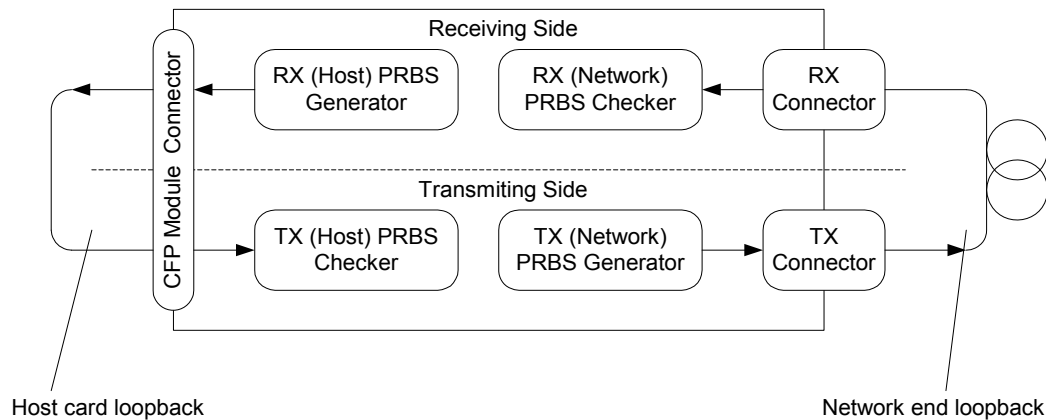 Receiving Side
RX (Host) PRBS
Generator
RX (Network)
PRBS Checker
RX
Connector
CFP Module Connector
Transmiting Side
TX (Host) PRBS
Checker
TX (Network)
PRBS Generator
TX
Connector
Host card loopback
Network end loopback